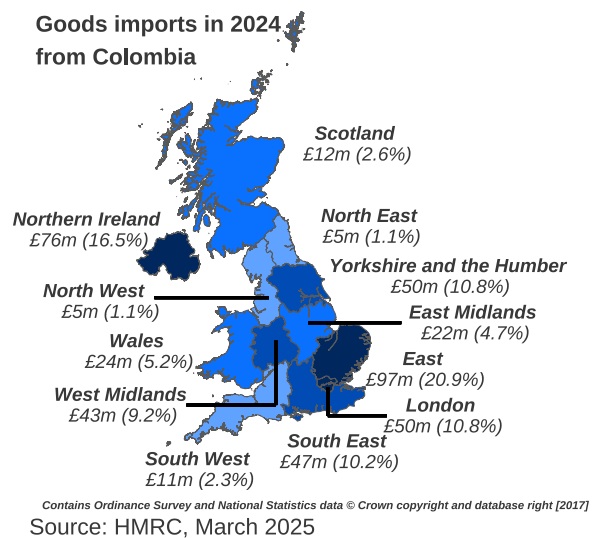 Goods imports in 2024
from Colombia
Scotland
£12m (2.6%)
Northern Ireland
£76m (16.5%)
North East
£5m (1.1%)
Yorkshire and the Humber
£50m (10.8%)
North West
£5m (1.1%)
East Midlands
£22m (4.7%)
Wales
£24m (5.2%)
East
£97m (20.9%)
West Midlands
£43m (9.2%)
London
£50m (10.8%)
South East
£47m (10.2%)
South West
£11m (2.3%)
Contains Ordinance Survey and National Statistics data © Crown copyright and database right [2017]
Source: HMRC, March 2025